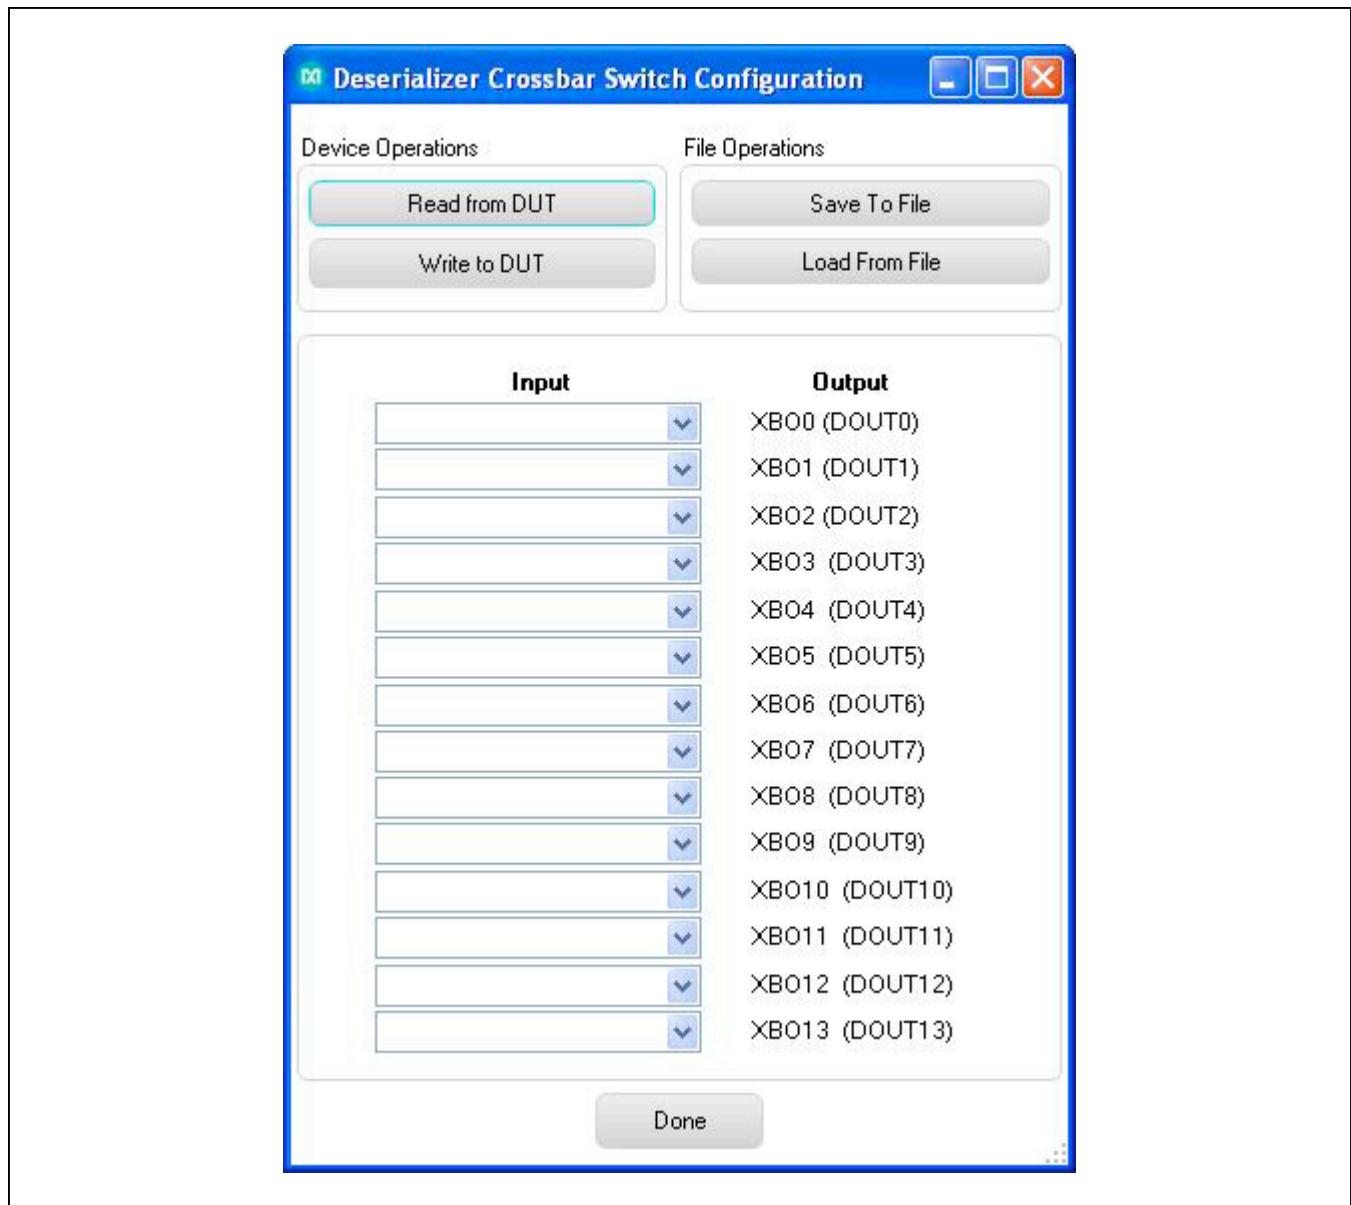 Deserializer Crossbar Switch Configuration
Device Operations
Read from DUT
Write to DUT
File Operations
Save To File
Load From File
Input Output
XBO0 (DOUT0)
XBO1 (DOUT1)
XBO2 (DOUT2)
XBO3 (DOUT3)
XBO4 (DOUT4)
XBO5 (DOUT5)
XBO6 (DOUT6)
XBO7 (DOUT7)
XBO8 (DOUT8)
XBO9 (DOUT9)
XBO10 (DOUT10)
XBO11 (DOUT11)
XBO12 (DOUT12)
XBO13 (DOUT13)
Done